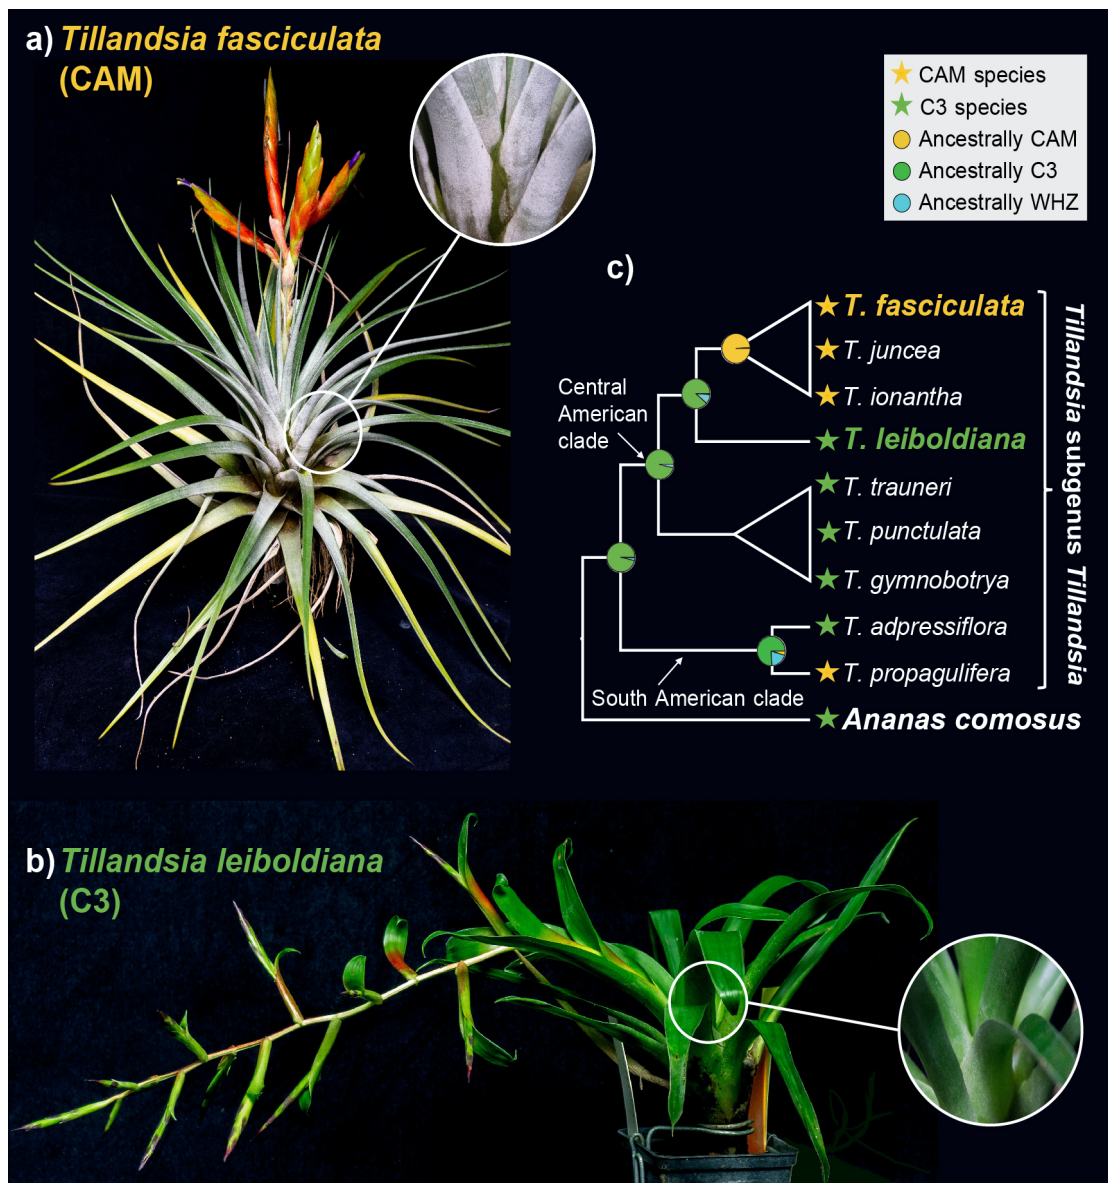 a) Tillandsia fasciculata
(CAM)
CAM species
C3 species
Ancestrally CAM
Ancestrally C3
Ancestrally WHZ
c)
T. fasciculata
T. juncea
T. ionantha
T. leiboldiana
T. trauneri
T. punctulata
T. gymnobotrya
T. adpressiflora
T. propagulifera
Ananas comosus
Central
American
clade
South American clade
Tillandsia subgenus Tillandsia
b) Tillandsia leiboldiana
(C3)